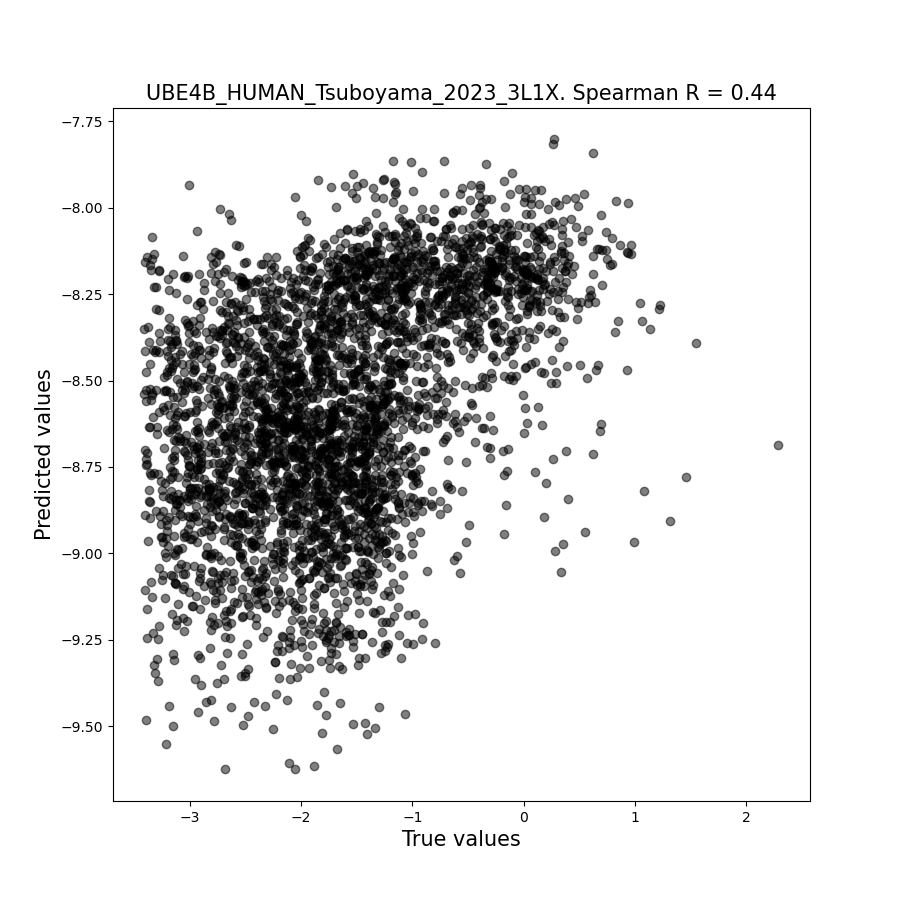 UBE4B_HUMAN_Tsuboyama_2023_3L1X. Spearman R = 0.44
−7.75
−8.00
−8.25
−8.50
−8.75
−9.00
−9.25
−9.50
Predicted values
−3 −2 −1 0 1 2
True values